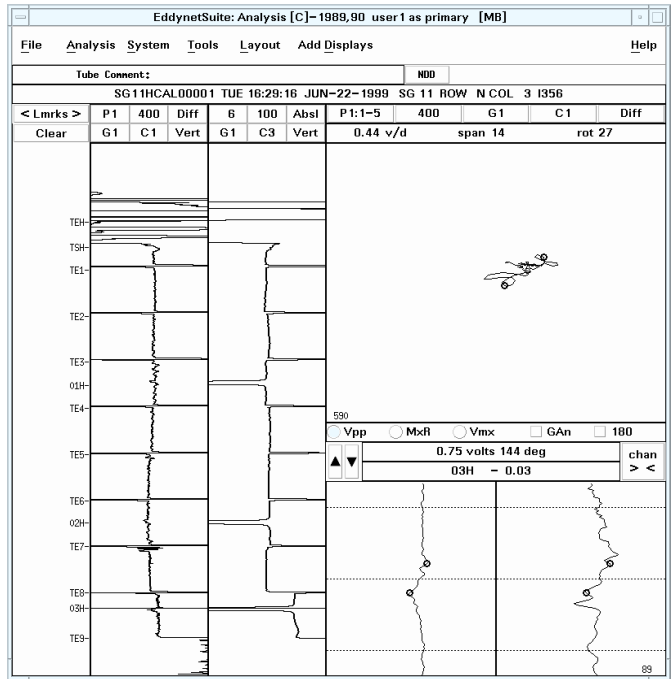 EddynetSuite: Analysis [C]-1989,90 user1 as primary [MB]
File Analysis System Tools Layout Add Displays Help
Tube Comment: NDD
SG11HCAL00001 TUE 16:29:16 JUN-22-1999 SG 11 ROW N COL 3 I356
< Lmrks > P1 400 Diff 6 100 Absl P1:1-5 400 G1 C1 Diff
Clear G1 C1 Vert G1 C3 Vert 0.44 v/d span 14 rot 27
TEH
TSH
TE1
TE2
TE3
01H
TE4
TE5
TE6
02H
TE7
TE8
03H
TE9
590
Vpp MxR Vmx GAn 180
0.75 volts 144 deg
03H - 0.03
chan
> <
89